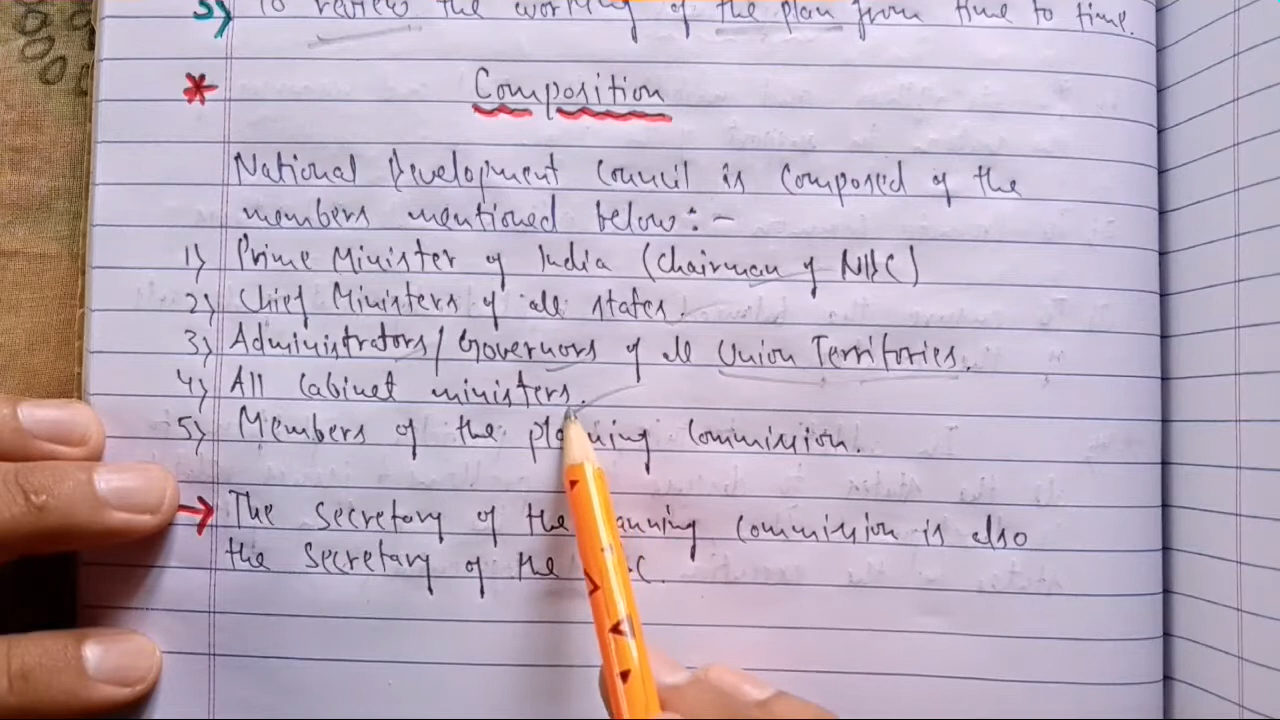 5) To review the working of the plan from time to time.
* Composition
National Development Council is composed of the
members mentioned below:-
1) Prime Minister of India (Chairman of NDC)
2) Chief Ministers of all states.
3) Administrators/Governors of all Union Territories.
4) All Cabinet ministers.
5) Members of the planning Commission.
→ The Secretary of the Commission is also
the Secretary of the